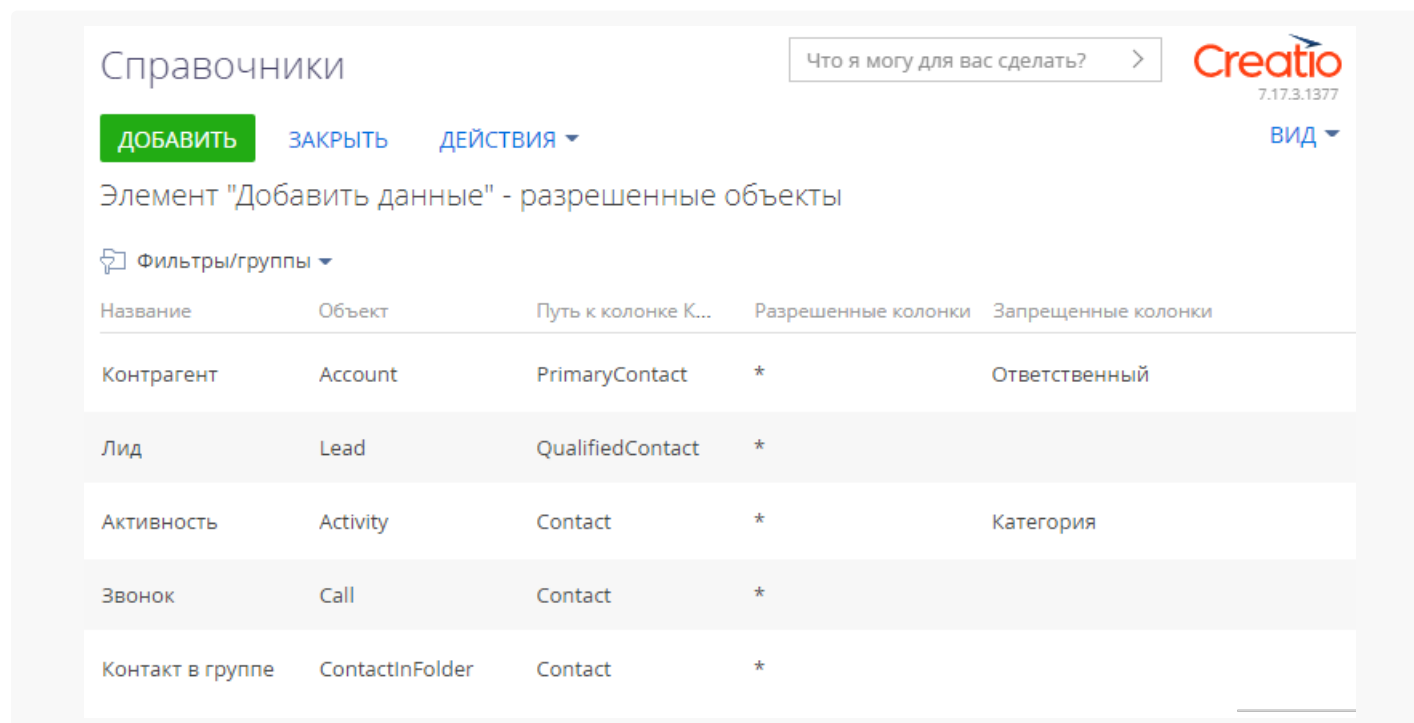 Справочники
Что я могу для вас сделать?
Creatio
7.17.3.1377
ДОБАВИТЬ ЗАКРЫТЬ ДЕЙСТВИЯ ВИД
Элемент "Добавить данные" - разрешенные объекты
Фильтры/группы
Название Объект Путь к колонке К... Разрешенные колонки Запрещенные колонки
Контрагент Account PrimaryContact * Ответственный
Лид Lead QualifiedContact *
Активность Activity Contact * Категория
Звонок Call Contact *
Контакт в группе ContactInFolder Contact *